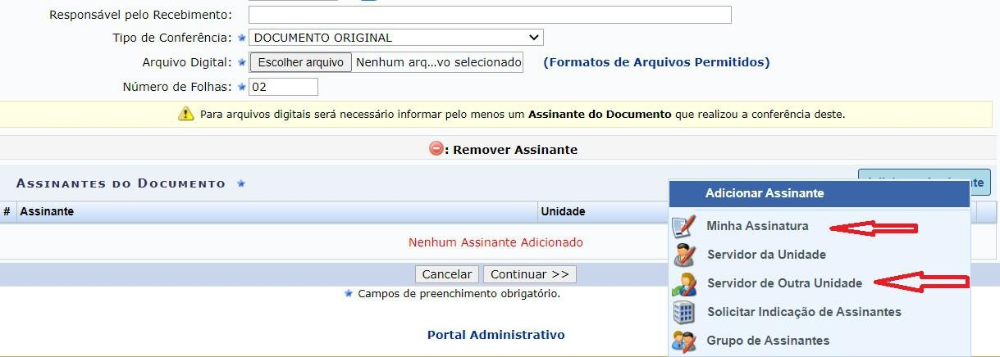 Responsável pelo Recebimento:
Tipo de Conferência: DOCUMENTO ORIGINAL
Arquivo Digital: Escolher arquivo Nenhum arq...vo selecionado (Formatos de Arquivos Permitidos)
Número de Folhas: 02
Para arquivos digitais será necessário informar pelo menos um Assinante do Documento que realizou a conferência deste.
: Remover Assinante
Assinantes do Documento
Adicionar Assinante
# Assinante Unidade
Minha Assinatura
Nenhum Assinante Adicionado
Servidor da Unidade
Cancelar Continuar >>
Servidor de Outra Unidade
Campos de preenchimento obrigatório.
Solicitar Indicação de Assinantes
Portal Administrativo
Grupo de Assinantes